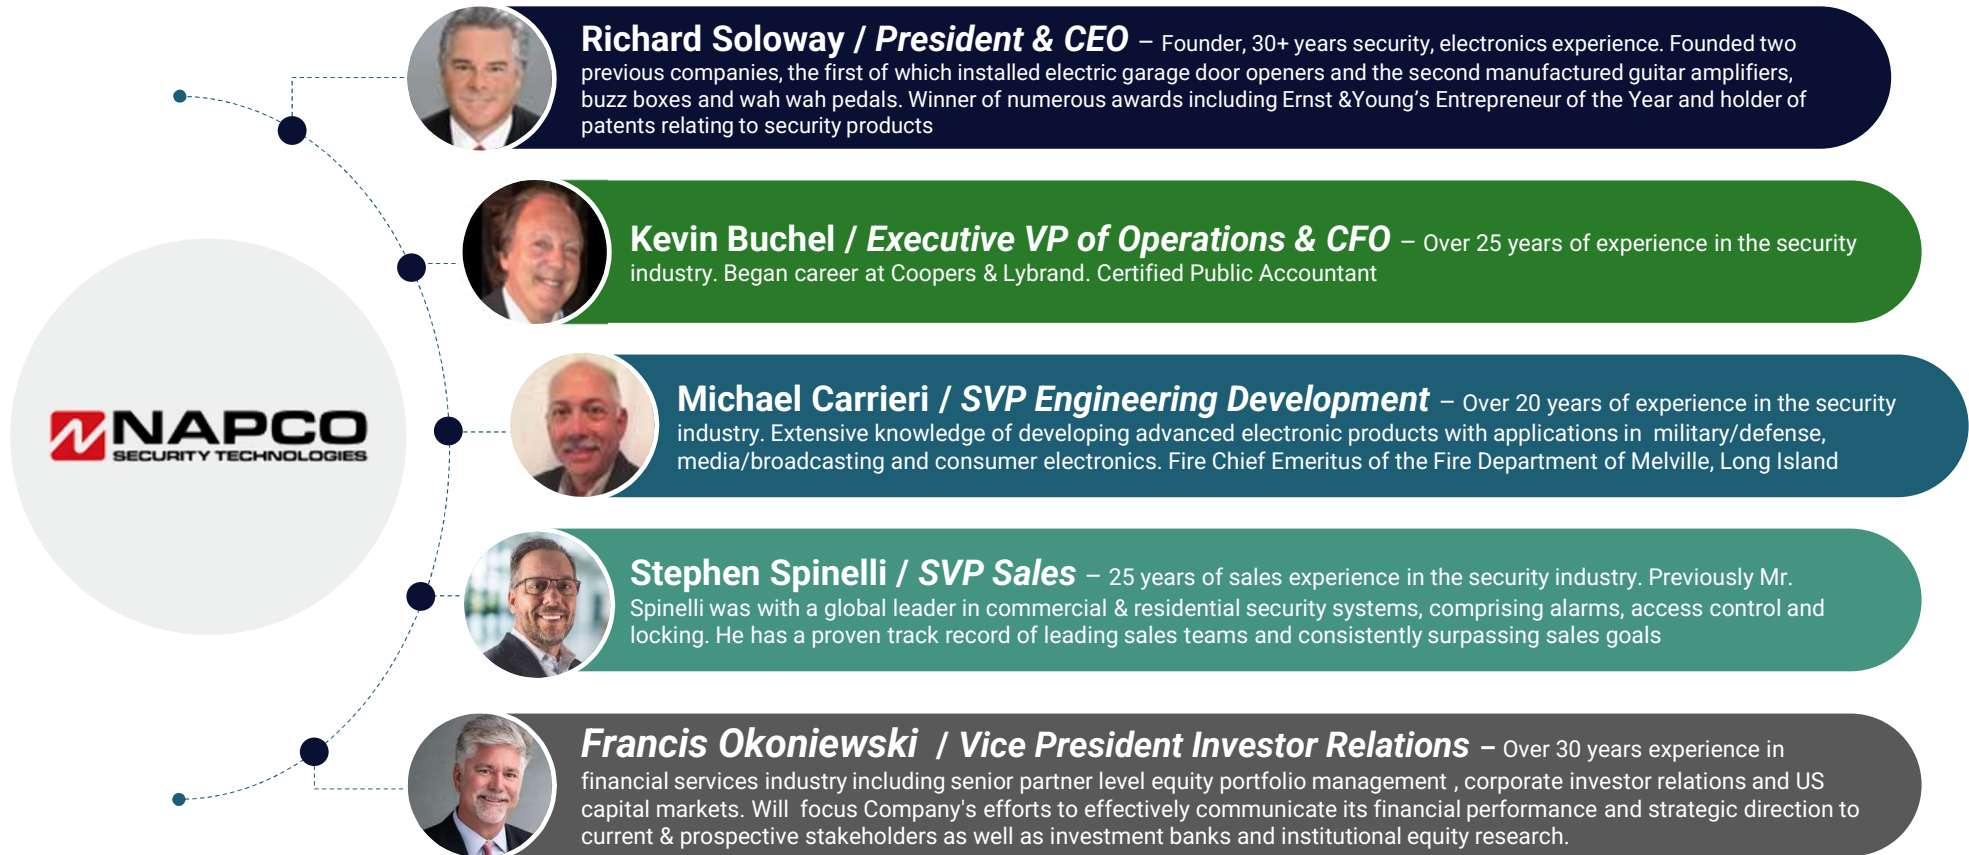 NAPCO
SECURITY TECHNOLOGIES
Richard Soloway / President & CEO – Founder, 30+ years security, electronics experience. Founded two
previous companies, the first of which installed electric garage door openers and the second manufactured guitar amplifiers,
buzz boxes and wah wah pedals. Winner of numerous awards including Ernst &Young’s Entrepreneur of the Year and holder of
patents relating to security products
Kevin Buchel / Executive VP of Operations & CFO – Over 25 years of experience in the security
industry. Began career at Coopers & Lybrand. Certified Public Accountant
Michael Carrieri / SVP Engineering Development – Over 20 years of experience in the security
industry. Extensive knowledge of developing advanced electronic products with applications in military/defense,
media/broadcasting and consumer electronics. Fire Chief Emeritus of the Fire Department of Melville, Long Island
Stephen Spinelli / SVP Sales – 25 years of sales experience in the security industry. Previously Mr.
Spinelli was with a global leader in commercial & residential security systems, comprising alarms, access control and
locking. He has a proven track record of leading sales teams and consistently surpassing sales goals
Francis Okoniewski / Vice President Investor Relations – Over 30 years experience in
financial services industry including senior partner level equity portfolio management , corporate investor relations and US
capital markets. Will focus Company's efforts to effectively communicate its financial performance and strategic direction to
current & prospective stakeholders as well as investment banks and institutional equity research.